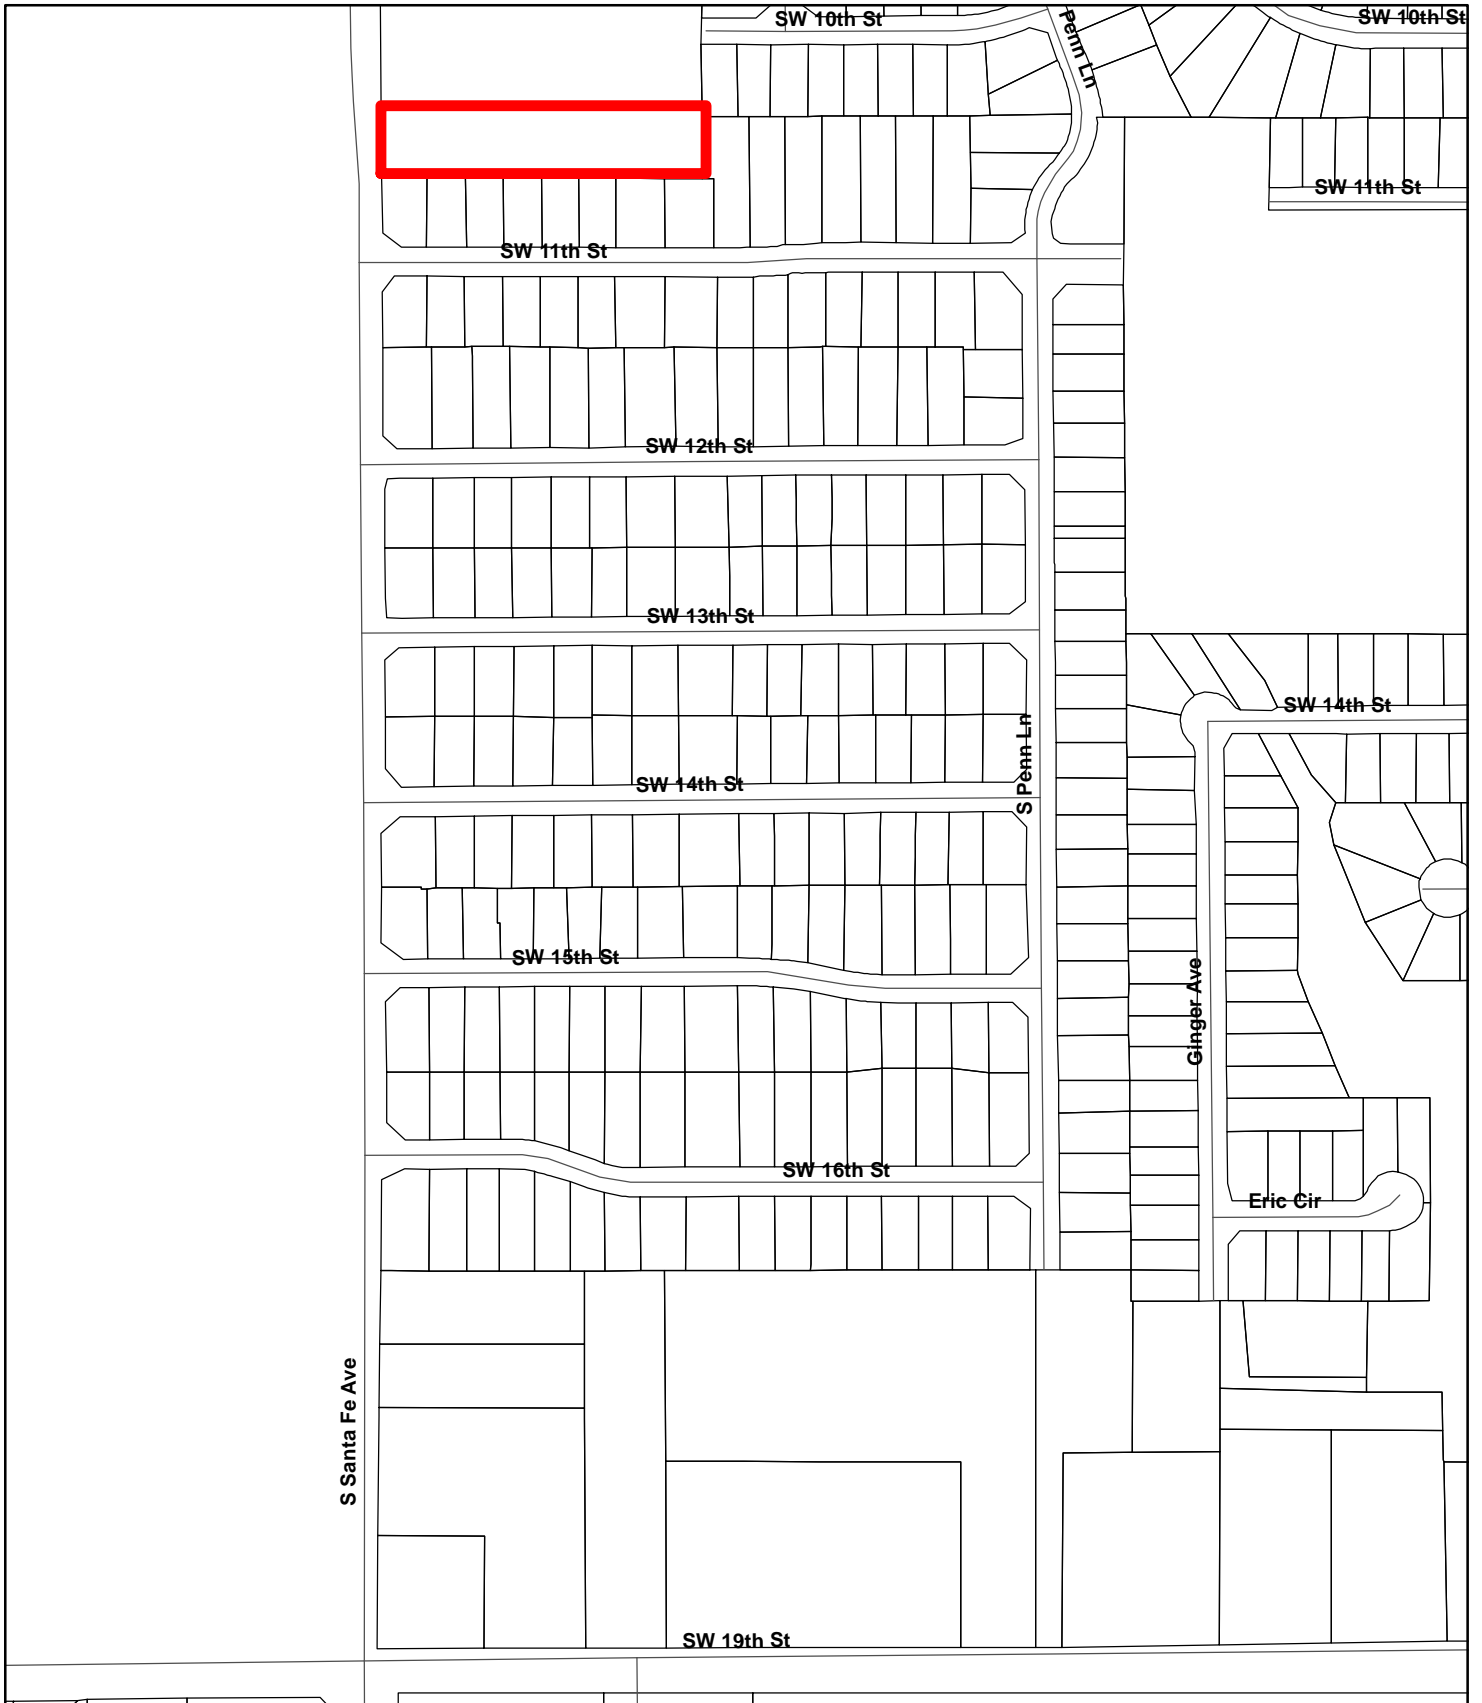 SW 10th St
SW 10th St
Penn Ln
SW 11th St
SW 11th St
SW 12th St
SW 13th St
SW 14th St
S Penn Ln
SW 14th St
SW 15th St
Ginger Ave
SW 16th St
Eric Cir
S Santa Fe Ave
SW 19th St